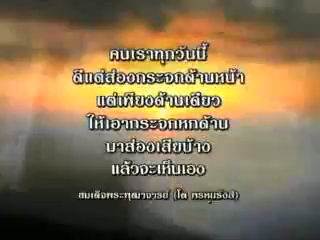 คนเราทุกวันนี้
ดีแต่ส่องกระจกด้านหน้า
แต่เพียงด้านเดียว
ให้เอากระจกหกด้าน
มาส่องเสียบ้าง
แล้วจะเห็นเอง
สมเด็จพระพุฒาจารย์ (โต พรหมรังสี)